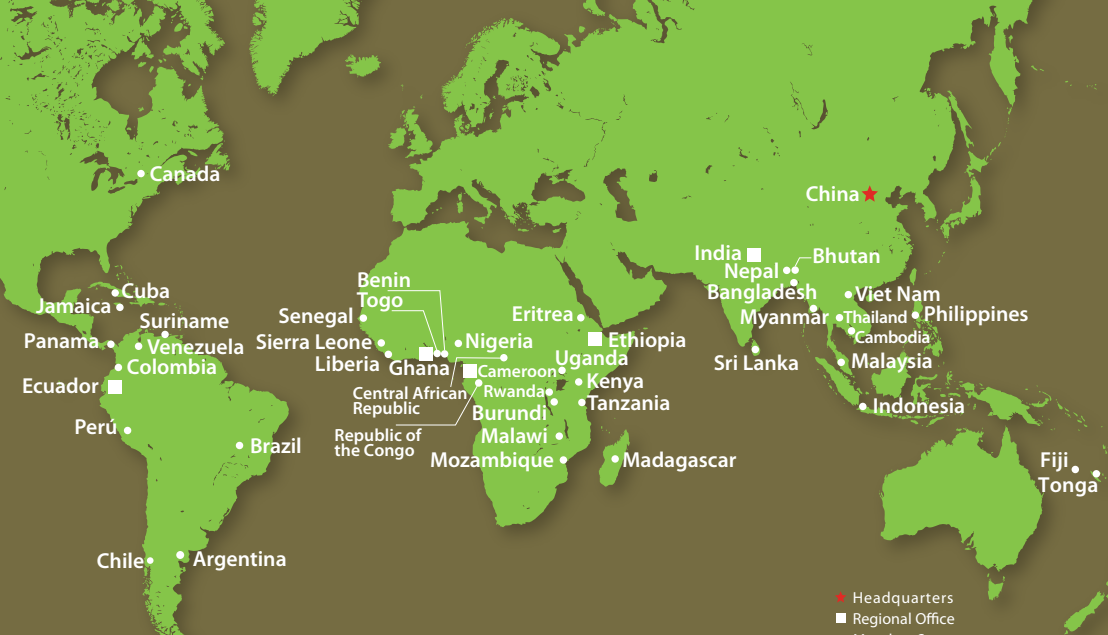 Canada
China
India
Bhutan
Nepal
Bangladesh
Cuba
Jamaica
Suriname
Panama
Venezuela
Colombia
Ecuador
Perú
Brazil
Chile
Argentina
Benin
Togo
Senegal
Sierra Leone
Liberia
Ghana
Nigeria
Eritrea
Ethiopia
Uganda
Cameroon
Central African
Republic
Rwanda
Kenya
Burundi
Tanzania
Republic of
the Congo
Malawi
Mozambique
Madagascar
Viet Nam
Myanmar
Thailand
Philippines
Cambodia
Sri Lanka
Malaysia
Indonesia
Fiji
Tonga
Headquarters
Regional Office